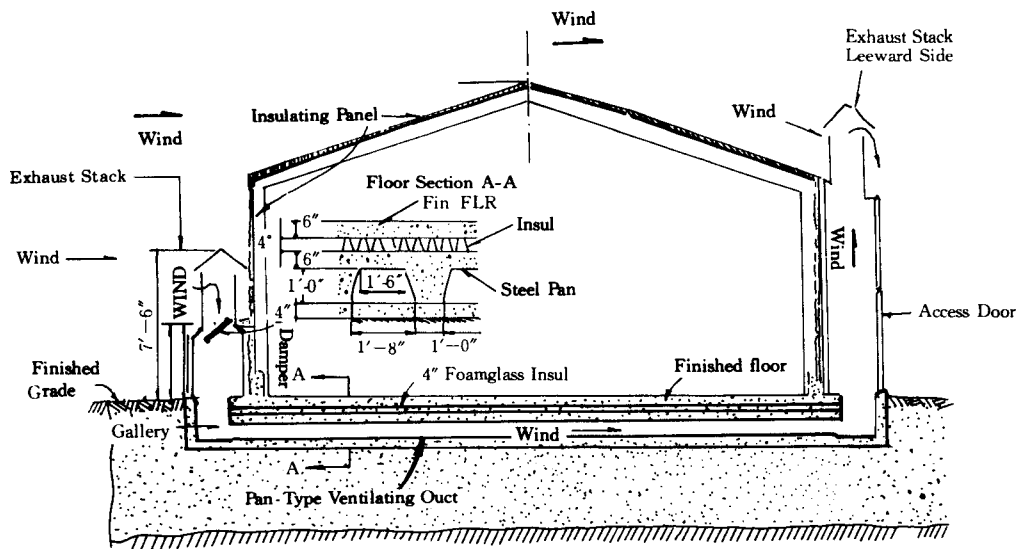 Wind
Exhaust Stack
Leeward Side
Wind
Insulating Panel
Wind
Exhaust Stack
Floor Section A-A
Fin FLR
6"
4"
Insul
Wind
WIND
6"
1'-0"
1'-6"
Steel Pan
Wind
7'-6"
4"
Damper
1'-8"
1'-0"
Access Door
Finished
Grade
A
4" Foamglass Insul
Finished floor
Gallery
Wind
A
Pan-Type Ventilating Ouct